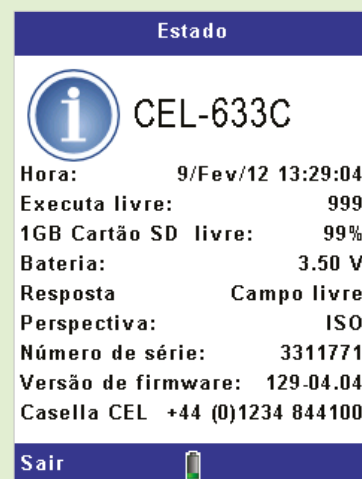 Estado
CEL-633C
Hora: 9/Fev/12 13:29:04
Executa livre: 999
1GB Cartão SD livre: 99%
Bateria: 3.50 V
Resposta Campo livre
Perspectiva: ISO
Número de série: 3311771
Versão de firmware: 129-04.04
Casella CEL +44 (0)1234 844100
Sair